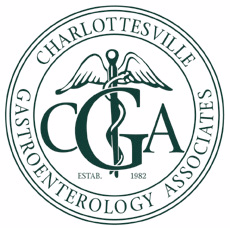 CHARLOTTESVILLE
GASTROENTEROLOGY ASSOCIATES
CGA
ESTAB. 1982